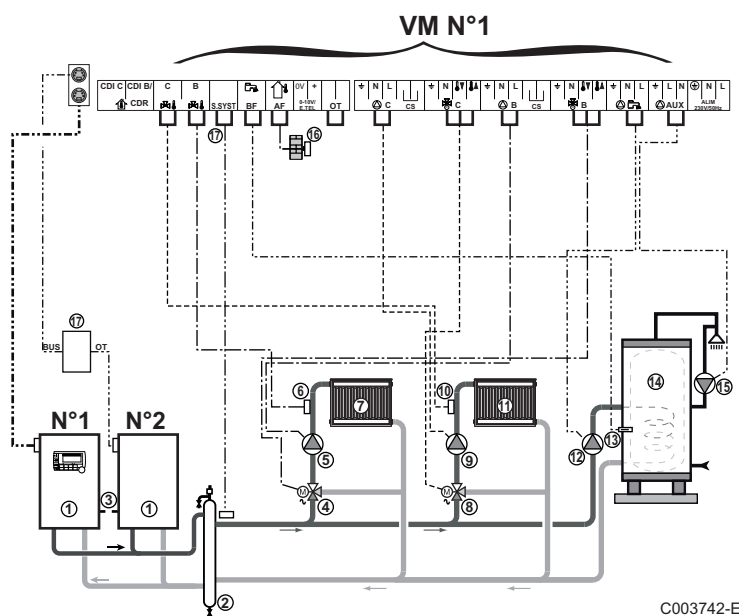 VM N°1
CDI C CDI B/ C B 0V + N L N C N L N B N L N L N L
CDR S.SYST BF AF 0-10V/ E.TEL OT C CS B CS AUX ALIM 230V/50Hz
17
16
17
BUS OT
6 7 10 11 14 15
N°1 N°2
5 9 12 13
1 3 1 M 4 M 8
2
C003742-E